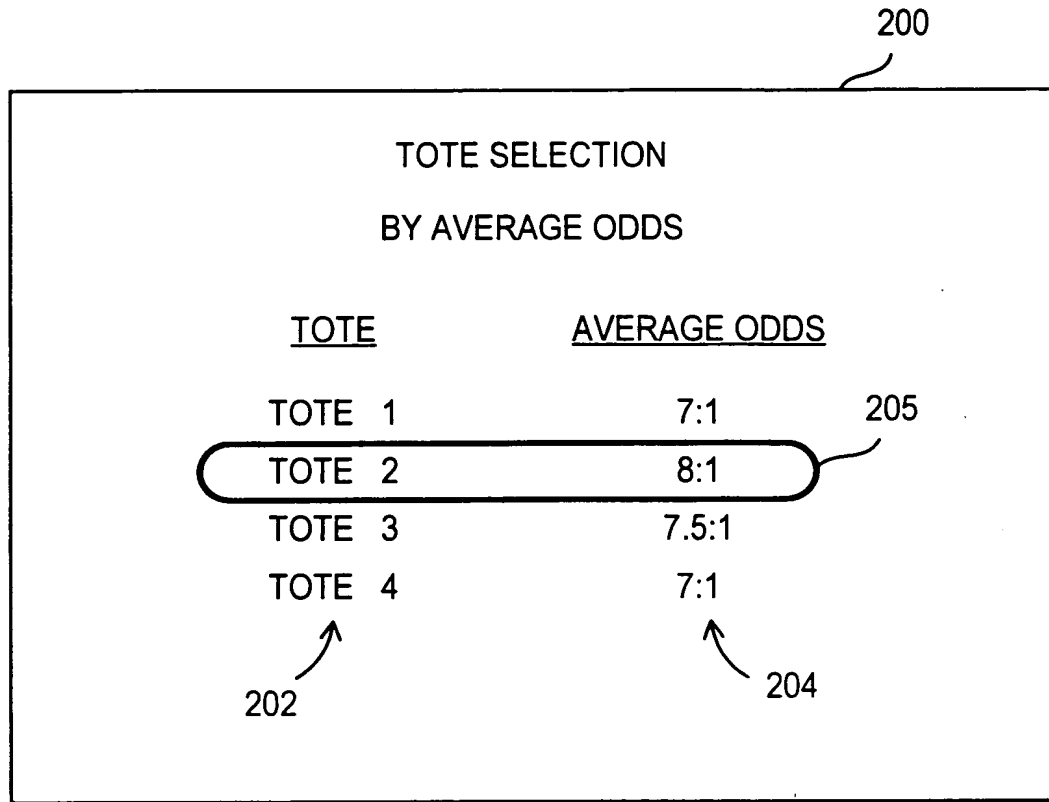 200
TOTE SELECTION
BY AVERAGE ODDS
TOTE AVERAGE ODDS
TOTE 1 7:1 205
TOTE 2 8:1
TOTE 3 7.5:1
TOTE 4 7:1
202 204